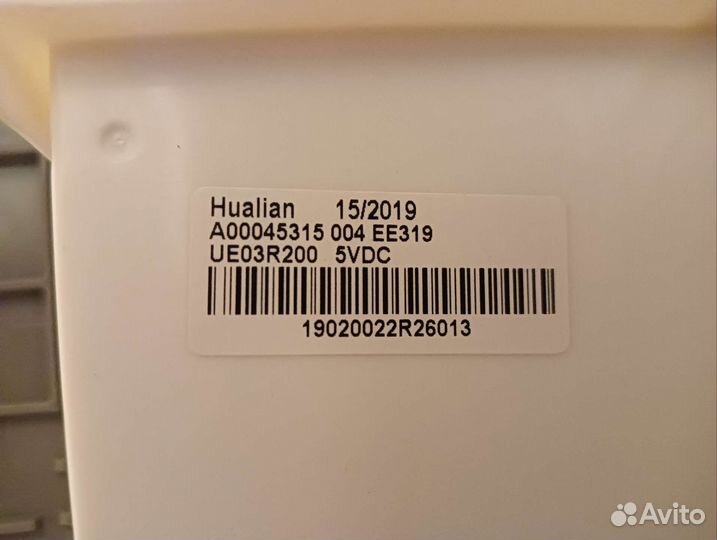 Hualian 15/2019
A00045315 004 EE319
UE03R200 5VDC
19020022R26013
Avito